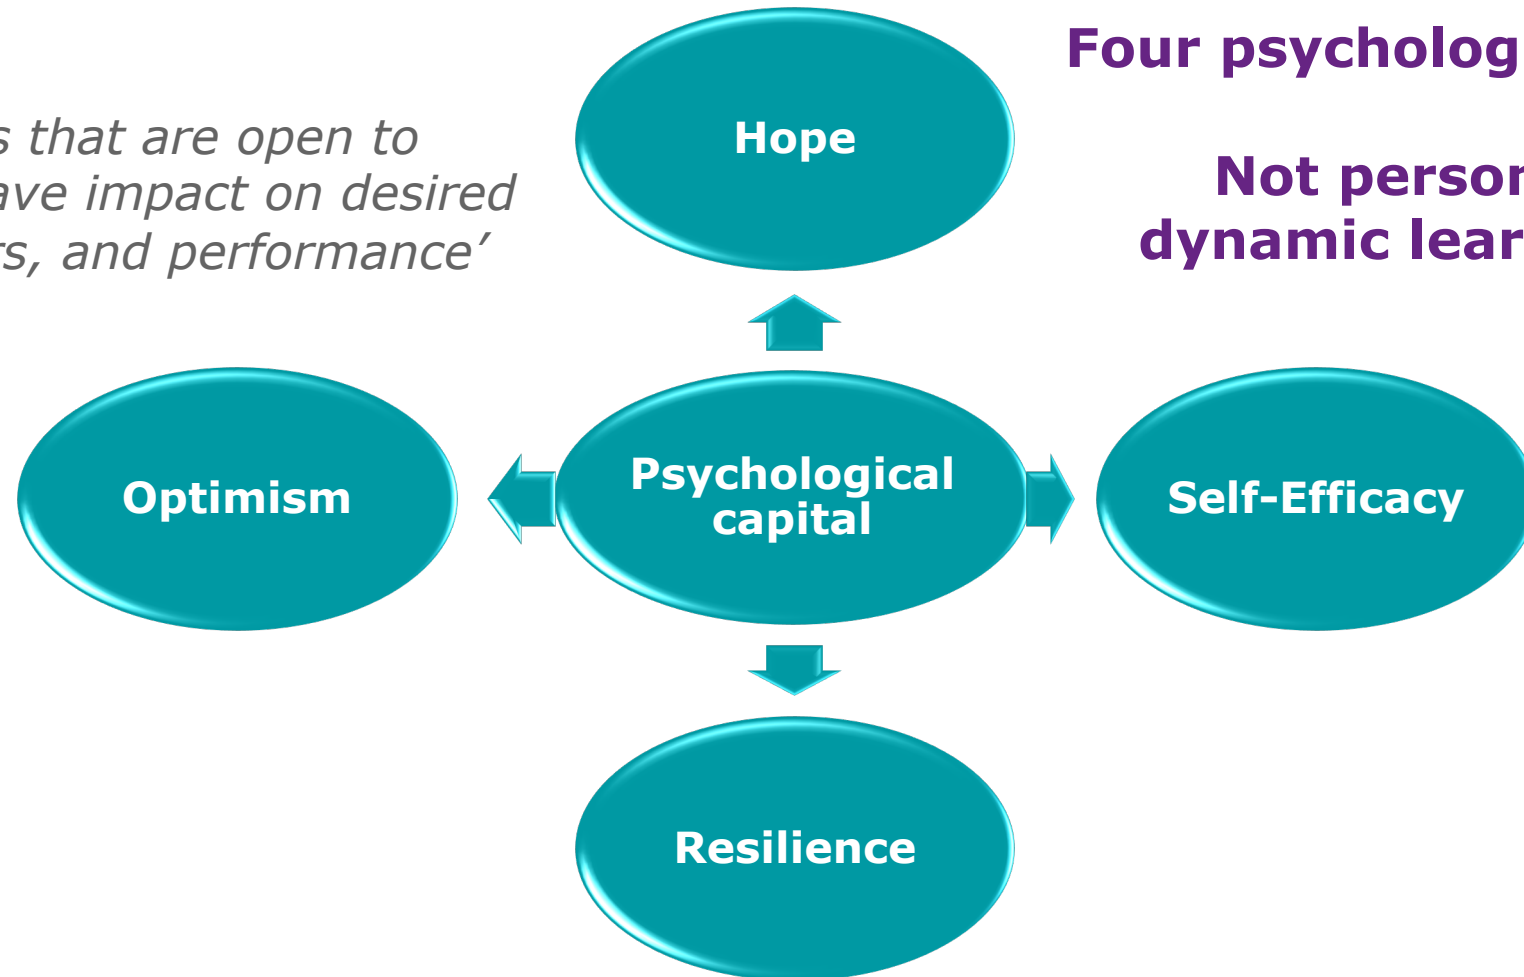 s that are open to
ave impact on desired
rs, and performance’
Four psycholog
Not person
dynamic lear
Hope
Optimism
Psychological
capital
Self-Efficacy
Resilience